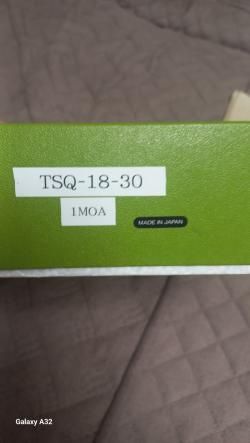 TSQ-18-30
1MOA
MADE IN JAPAN
Galaxy A32